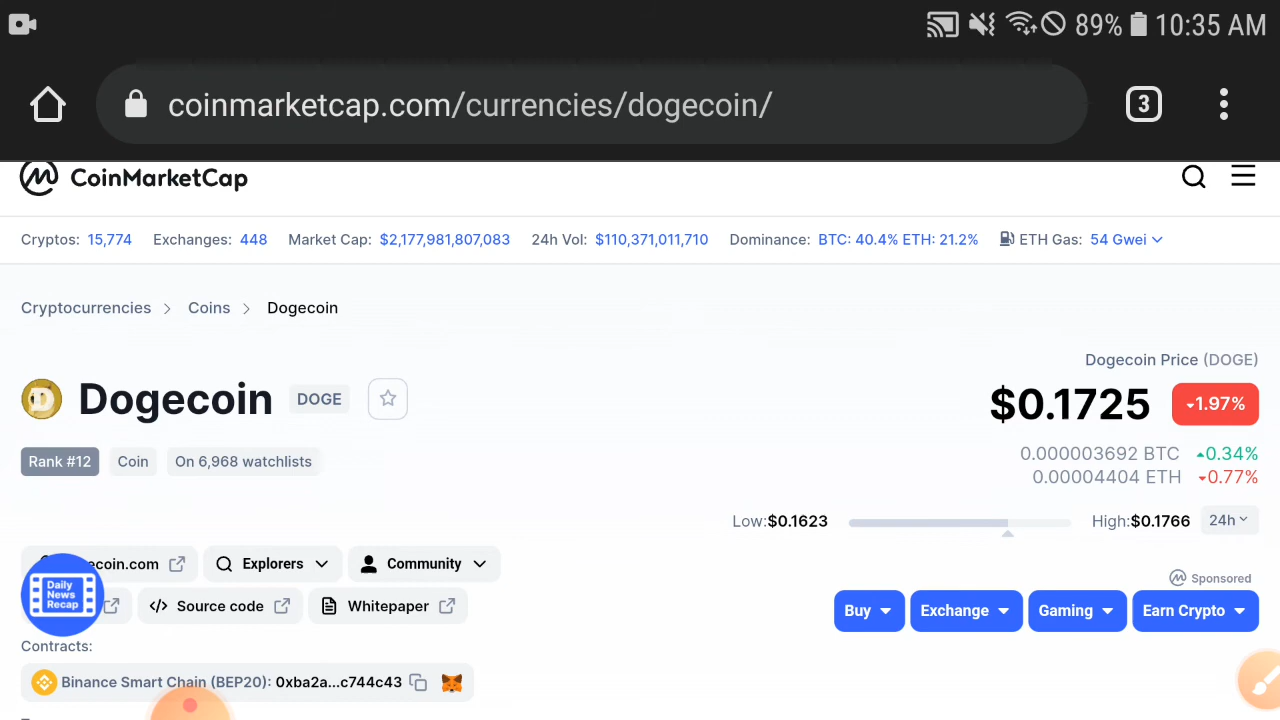 89% 10:35 AM
coinmarketcap.com/currencies/dogecoin/ 3
CoinMarketCap
Cryptos: 15,774 Exchanges: 448 Market Cap: $2,177,981,807,083 24h Vol: $110,371,011,710 Dominance: BTC: 40.4% ETH: 21.2% ETH Gas: 54 Gwei
Cryptocurrencies > Coins > Dogecoin
Dogecoin Price (DOGE)
Dogecoin DOGE
$0.1725 1.97%
Rank #12 Coin On 6,968 watchlists
0.000003692 BTC 0.34%
0.00004404 ETH 0.77%
Low:$0.1623 High:$0.1766 24h
ecoin.com Explorers Community
Sponsored
Daily
News
Recap
Source code Whitepaper
Buy Exchange Gaming Earn Crypto
Contracts:
Binance Smart Chain (BEP20): 0xba2a...c744c43